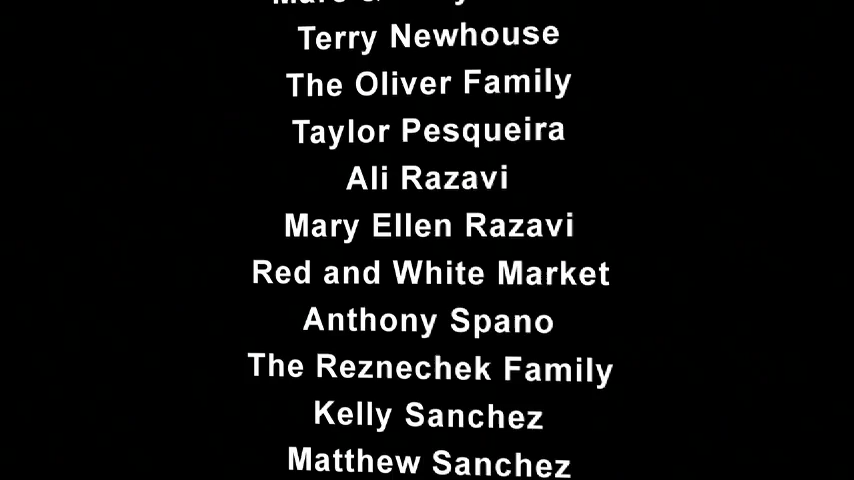 Terry Newhouse
The Oliver Family
Taylor Pesqueira
Ali Razavi
Mary Ellen Razavi
Red and White Market
Anthony Spano
The Reznechek Family
Kelly Sanchez
Matthew Sanchez